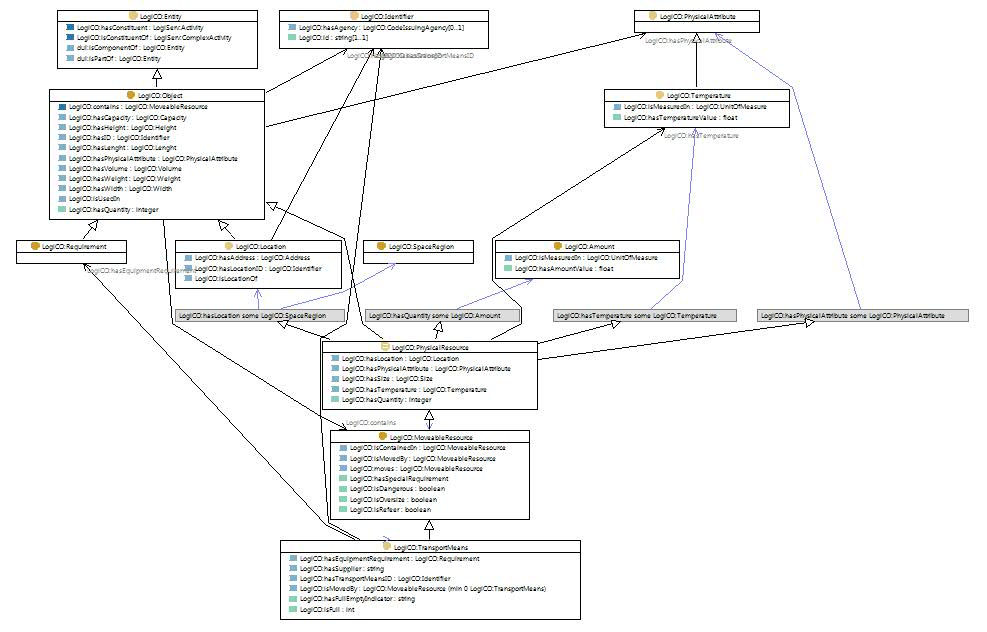 LogiCO:Entity
LogiCO:hasConstituent : LogiServ:Activity
LogiCO:isConstituentOf : LogiServ:ComplexActivity
dul:isComponentOf : LogiCO:Entity
dul:isPartOf : LogiCO:Entity
LogiCO:Identifier
LogiCO:hasAgency : LogiCO:CodeIssuingAgency[0..1]
LogiCO:id : string[1..1]
LogiCO:PhysicalAttribute
LogiCO:hasPhysicalAttribute
LogiCO:Object
LogiCO:contains : LogiCO:MoveableResource
LogiCO:hasCapacity : LogiCO:Capacity
LogiCO:hasHeight : LogiCO:Height
LogiCO:hasID : LogiCO:Identifier
LogiCO:hasLenght : LogiCO:Lenght
LogiCO:hasPhysicalAttribute : LogiCO:PhysicalAttribute
LogiCO:hasVolume : LogiCO:Volume
LogiCO:hasWeight : LogiCO:Weight
LogiCO:hasWidth : LogiCO:Width
LogiCO:isUsedIn
LogiCO:hasQuantity : integer
LogiCO:Temperature
LogiCO:isMeasuredIn : LogiCO:UnitOfMeasure
LogiCO:hasTemperatureValue : float
LogiCO:hasTemperature
LogiCO:Requirement
LogiCO:hasEquipmentRequirement
LogiCO:Location
LogiCO:hasAddress : LogiCO:Address
LogiCO:hasLocationID : LogiCO:Identifier
LogiCO:isLocationOf
LogiCO:SpaceRegion
LogiCO:Amount
LogiCO:isMeasuredIn : LogiCO:UnitOfMeasure
LogiCO:hasAmountValue : float
LogiCO:hasLocation some LogiCO:SpaceRegion
LogiCO:hasQuantity some LogiCO:Amount
LogiCO:hasTemperature some LogiCO:Temperature
LogiCO:hasPhysicalAttribute some LogiCO:PhysicalAttribute
LogiCO:PhysicalResource
LogiCO:hasLocation : LogiCO:Location
LogiCO:hasPhysicalAttribute : LogiCO:PhysicalAttribute
LogiCO:hasSize : LogiCO:Size
LogiCO:hasTemperature : LogiCO:Temperature
LogiCO:hasQuantity : integer
LogiCO:contains
LogiCO:MoveableResource
LogiCO:isContainedIn : LogiCO:MoveableResource
LogiCO:isMovedBy : LogiCO:MoveableResource
LogiCO:moves : LogiCO:MoveableResource
LogiCO:hasSpecialRequirement
LogiCO:isDangerous : boolean
LogiCO:isOversize : boolean
LogiCO:isRefeer : boolean
LogiCO:TransportMeans
LogiCO:hasEquipmentRequirement : LogiCO:Requirement
LogiCO:hasSupplier : string
LogiCO:hasTransportMeansID : LogiCO:Identifier
LogiCO:isMovedBy : LogiCO:MoveableResource (min 0 LogiCO:TransportMeans)
LogiCO:hasFullEmptyIndicator : string
LogiCO:isFull : int